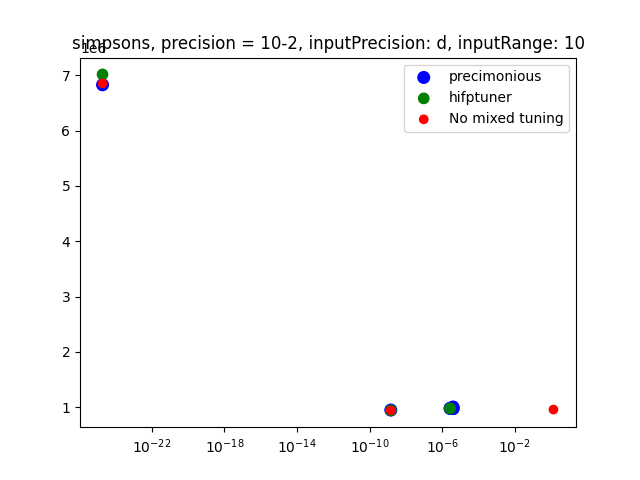 simpsons, precision = 10-2, inputPrecision: d, inputRange: 10
1e6
7
6
5
4
3
2
1
precimonious
hifptuner
No mixed tuning
10⁻²² 10⁻¹⁸ 10⁻¹⁴ 10⁻¹⁰ 10⁻⁶ 10⁻²